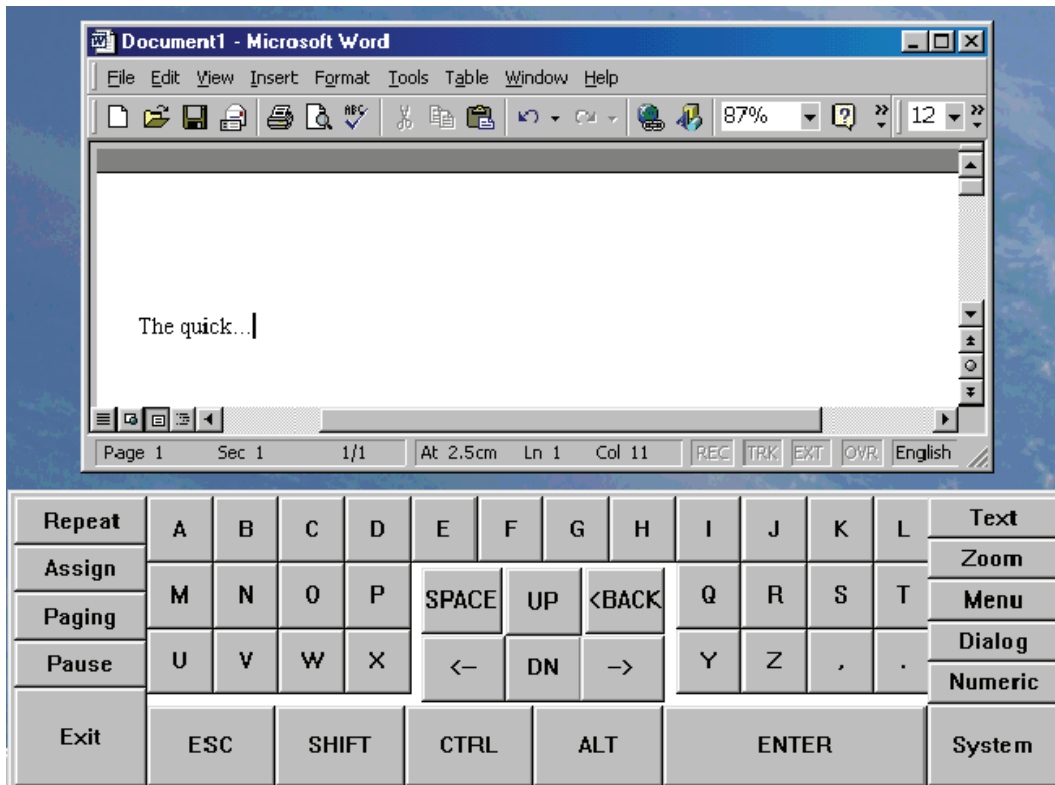 Document1 - Microsoft Word
File Edit View Insert Format Tools Table Window Help
ABC 87% 12
The quick...
Page 1 Sec 1 1/1 At 2.5cm Ln 1 Col 11 REC TRK EXT OVR English
Repeat A B C D E F G H I J K L Text
Assign Zoom
M N O P SPACE UP <BACK Q R S T Menu
Paging
Dialog
Pause U V W X <– DN –> Y Z , .
Numeric
Exit ESC SHIFT CTRL ALT ENTER System